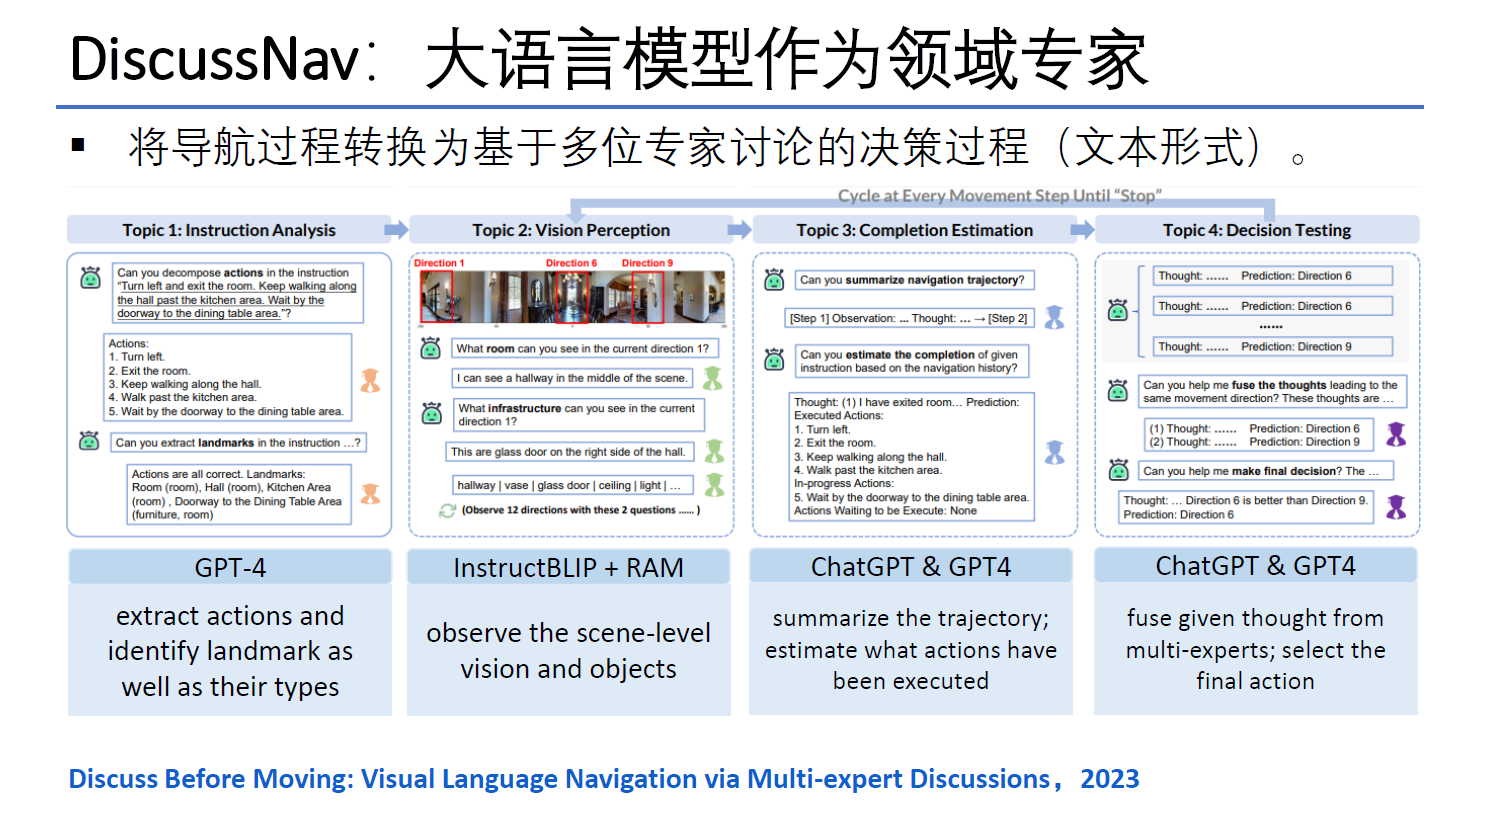 DiscussNav：大语言模型作为领域专家
▪ 将导航过程转换为基于多位专家讨论的决策过程（文本形式）。
Cycle at Every Movement Step Until “Stop”
Topic 1: Instruction Analysis
Can you decompose actions in the instruction
“Turn left and exit the room. Keep walking along
the hall past the kitchen area. Wait by the
doorway to the dining table area.”?
Actions:
1. Turn left.
2. Exit the room.
3. Keep walking along the hall.
4. Walk past the kitchen area.
5. Wait by the doorway to the dining table area.
Can you extract landmarks in the instruction ...?
Actions are all correct. Landmarks:
Room (room), Hall (room), Kitchen Area
(room) , Doorway to the Dining Table Area
(furniture, room)
Topic 2: Vision Perception
Direction 1
Direction 6
Direction 9
What room can you see in the current direction 1?
I can see a hallway in the middle of the scene.
What infrastructure can you see in the current
direction 1?
This are glass door on the right side of the hall.
hallway | vase | glass door | ceiling | light | ...
(Observe 12 directions with these 2 questions ...... )
Topic 3: Completion Estimation
Can you summarize navigation trajectory?
[Step 1] Observation: ... Thought: ... → [Step 2]
Can you estimate the completion of given
instruction based on the navigation history?
Thought: (1) I have exited room... Prediction:
Executed Actions:
1. Turn left.
2. Exit the room.
3. Keep walking along the hall.
4. Walk past the kitchen area.
In-progress Actions:
5. Wait by the doorway to the dining table area.
Actions Waiting to be Execute: None
Topic 4: Decision Testing
Thought: ...... Prediction: Direction 6
Thought: ...... Prediction: Direction 6
......
Thought: ...... Prediction: Direction 9
Can you help me fuse the thoughts leading to the
same movement direction? These thoughts are ...
(1) Thought: ...... Prediction: Direction 6
(2) Thought: ...... Prediction: Direction 9
Can you help me make final decision? The ...
Thought: ... Direction 6 is better than Direction 9.
Prediction: Direction 6
GPT-4
extract actions and
identify landmark as
well as their types
InstructBLIP + RAM
observe the scene-level
vision and objects
ChatGPT & GPT4
summarize the trajectory;
estimate what actions have
been executed
ChatGPT & GPT4
fuse given thought from
multi-experts; select the
final action
Discuss Before Moving: Visual Language Navigation via Multi-expert Discussions，2023